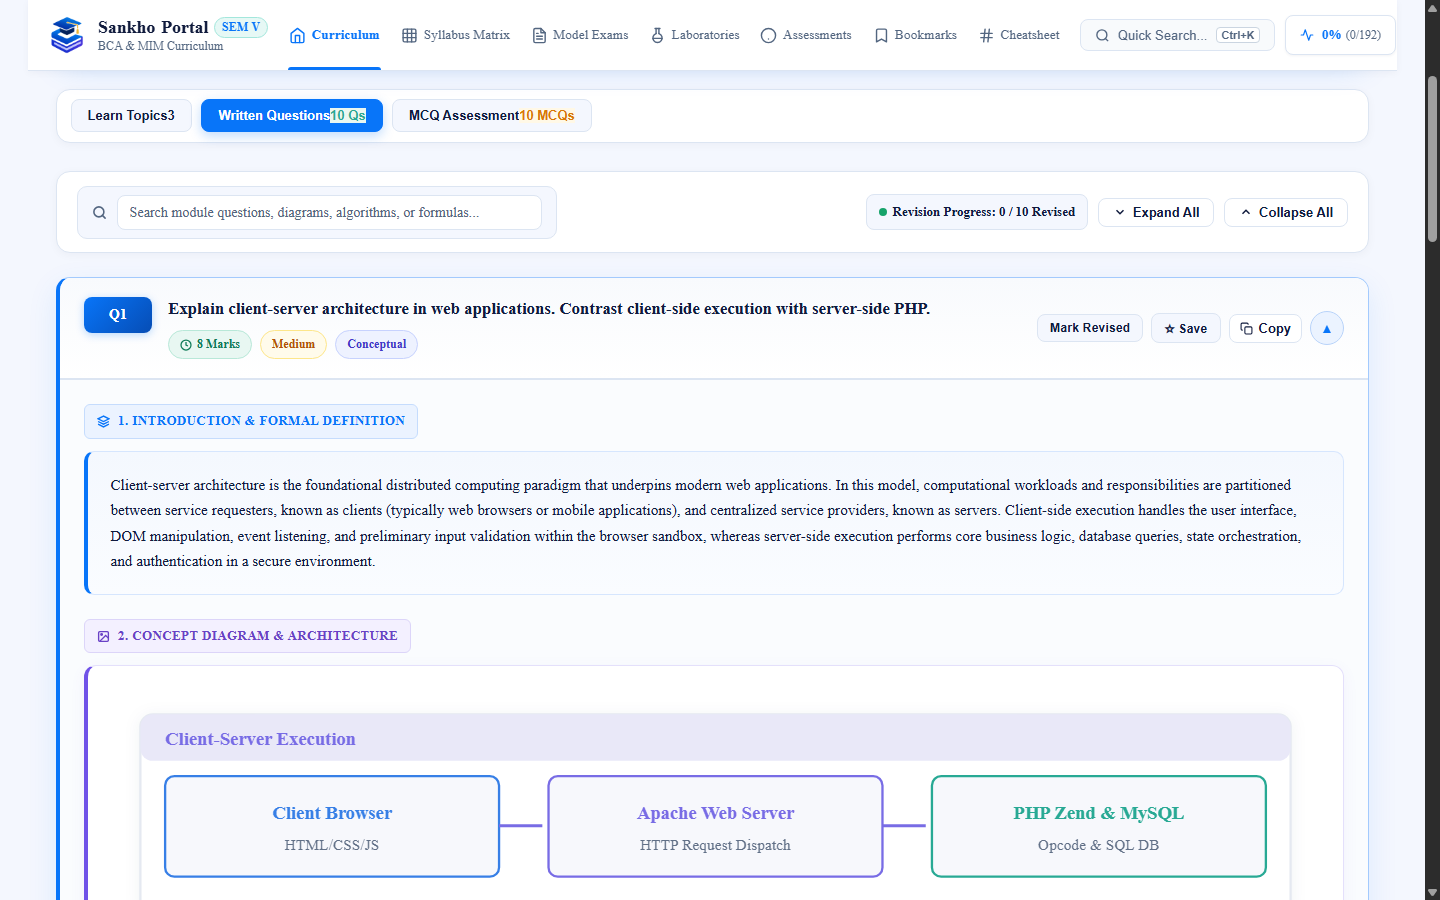 Sankho Portal SEM V
BCA & MIM Curriculum
Curriculum
Syllabus Matrix
Model Exams
Laboratories
Assessments
Bookmarks
Cheatsheet
Quick Search... Ctrl+K
0% (0/192)
Learn Topics3
Written Questions10 Qs
MCQ Assessment10 MCQs
Search module questions, diagrams, algorithms, or formulas...
Revision Progress: 0 / 10 Revised
Expand All
Collapse All
Q1
Explain client-server architecture in web applications. Contrast client-side execution with server-side PHP.
8 Marks
Medium
Conceptual
Mark Revised
☆ Save
Copy
▲
1. INTRODUCTION & FORMAL DEFINITION
Client-server architecture is the foundational distributed computing paradigm that underpins modern web applications. In this model, computational workloads and responsibilities are partitioned
between service requesters, known as clients (typically web browsers or mobile applications), and centralized service providers, known as servers. Client-side execution handles the user interface,
DOM manipulation, event listening, and preliminary input validation within the browser sandbox, whereas server-side execution performs core business logic, database queries, state orchestration,
and authentication in a secure environment.
2. CONCEPT DIAGRAM & ARCHITECTURE
Client-Server Execution
Client Browser
HTML/CSS/JS
Apache Web Server
HTTP Request Dispatch
PHP Zend & MySQL
Opcode & SQL DB